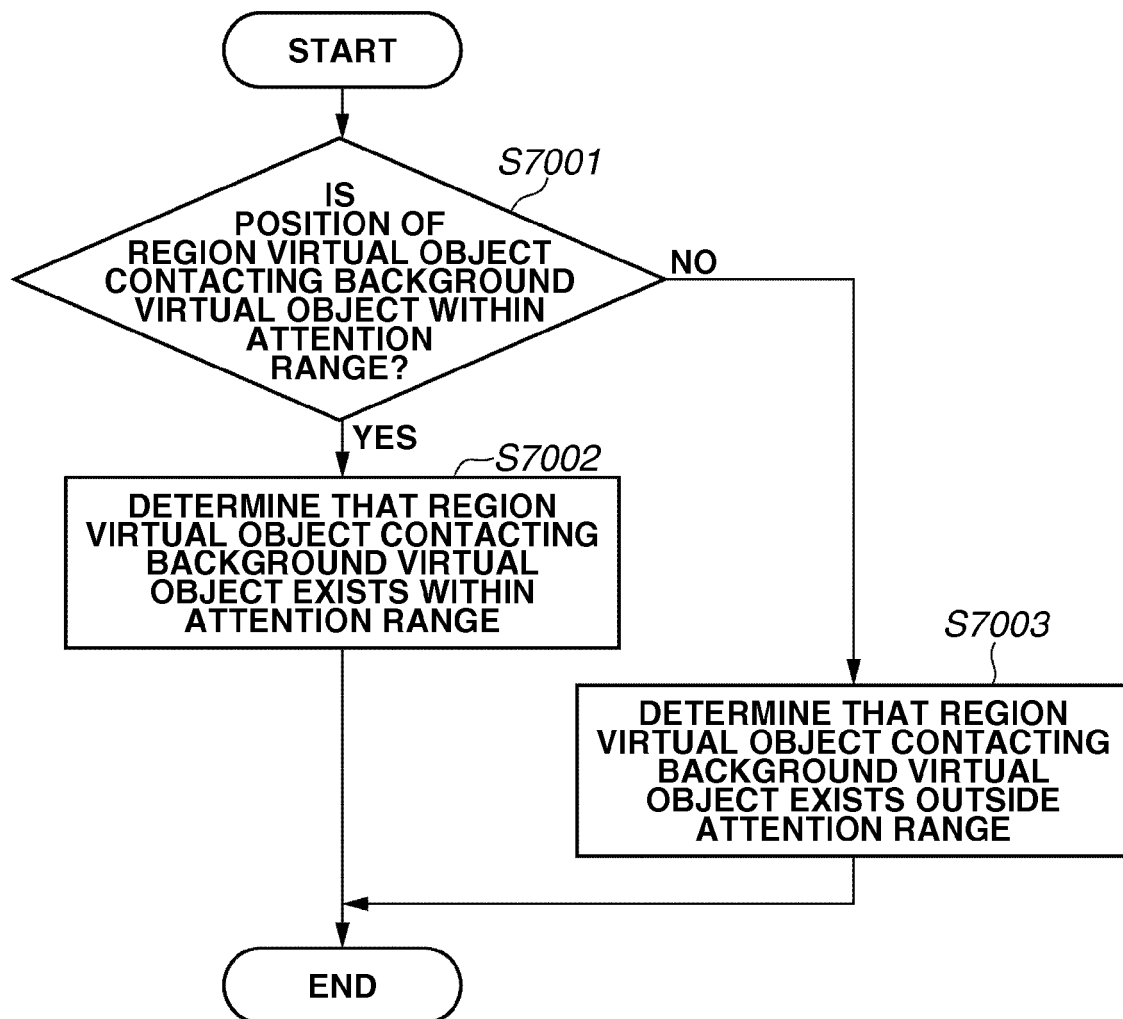 START
S7001
IS
POSITION OF
REGION VIRTUAL OBJECT
CONTACTING BACKGROUND
VIRTUAL OBJECT WITHIN
ATTENTION
RANGE?
NO
YES
S7002
DETERMINE THAT REGION
VIRTUAL OBJECT CONTACTING
BACKGROUND VIRTUAL
OBJECT EXISTS WITHIN
ATTENTION RANGE
S7003
DETERMINE THAT REGION
VIRTUAL OBJECT CONTACTING
BACKGROUND VIRTUAL
OBJECT EXISTS OUTSIDE
ATTENTION RANGE
END